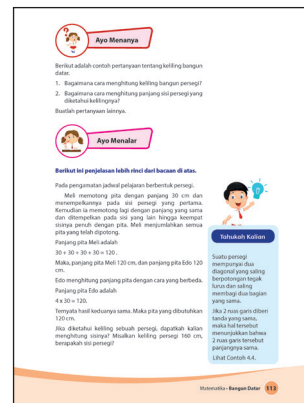 Ayo Menanya
Berikut adalah contoh pertanyaan tentang keliling bangun
datar.
1. Bagaimana cara menghitung keliling bangun persegi?
2. Bagaimana cara menghitung panjang sisi persegi yang
diketahui kelilingnya?
Buatlah pertanyaan lainnya.
Ayo Menalar
Berikut ini penjelasan lebih rinci dari bacaan di atas.
Pada pengamatan jadwal pelajaran berbentuk persegi.
Meli memotong pita dengan panjang 30 cm dan
menempelkannya pada sisi persegi yang pertama.
Kemudian ia memotong lagi dengan panjang yang sama
dan ditempelkan pada sisi yang lain hingga keempat
sisinya penuh dengan pita. Meli menjumlahkan semua
pita yang telah dipotong.
Panjang pita Meli adalah
30 + 30 + 30 + 30 = 120 .
Maka, panjang pita Meli 120 cm, dan panjang pita Edo 120
cm.
Edo menghitung panjang pita dengan cara yang berbeda.
Panjang pita Edo adalah
4 x 30 = 120.
Ternyata hasil keduanya sama. Maka pita yang dibutuhkan
120 cm.
Jika diketahui keliling sebuah persegi, dapatkah kalian
menghitung sisinya? Misalkan keliling persegi 160 cm,
berapakah sisi persegi?
Tahukah Kalian
Suatu persegi
mempunyai dua
diagonal yang saling
berpotongan tegak
lurus dan saling
membagi dua bagian
yang sama.
Jika 2 ruas garis diberi
tanda yang sama,
maka hal tersebut
menunjukkan bahwa
2 ruas garis tersebut
panjangnya sama.
Lihat Contoh 4.4.
Matematika - Bangun Datar 113